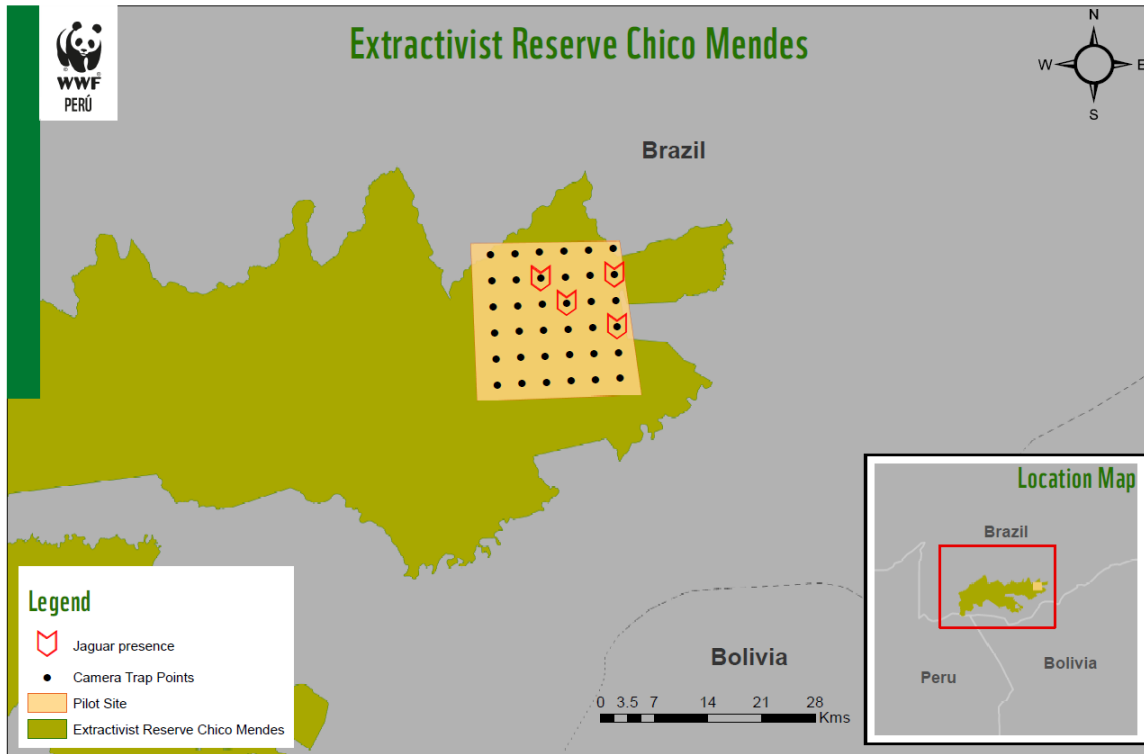 WWF
PERÚ
Extractivist Reserve Chico Mendes
N
W E
S
Brazil
Location Map
Brazil
Peru
Bolivia
Legend
Jaguar presence
Camera Trap Points
Pilot Site
Extractivist Reserve Chico Mendes
Bolivia
0 3.5 7 14 21 28
Kms